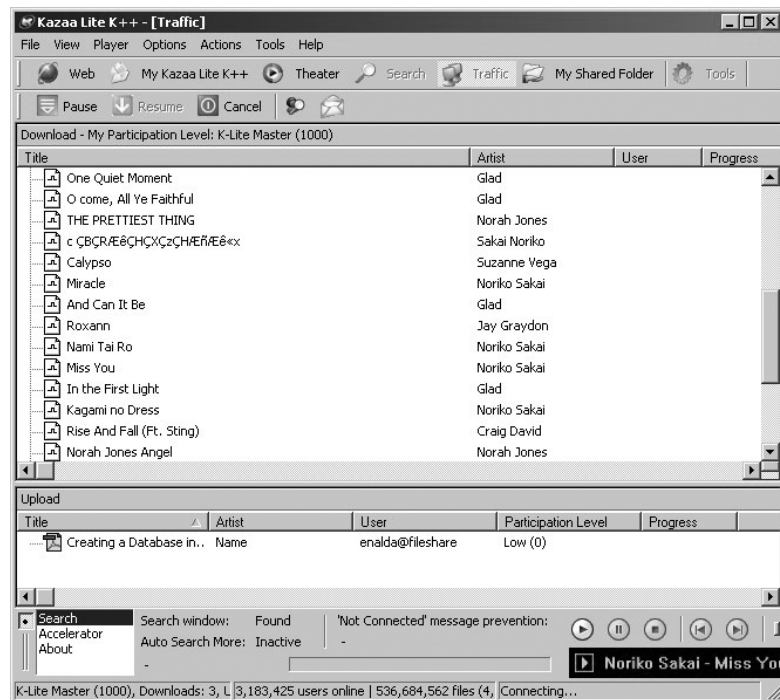 Kazaa Lite K++ - [Traffic]
File View Player Options Actions Tools Help
Web My Kazaa Lite K++ Theater Search Traffic My Shared Folder Tools
Pause Resume Cancel
Download - My Participation Level: K-Lite Master (1000)
Title Artist User Progress
One Quiet Moment Glad
O come, All Ye Faithful Glad
THE PRETTIEST THING Norah Jones
c ÇBÇRÆêÇHÇXÇzÇHÆñÆê«x Sakai Noriko
Calypso Suzanne Vega
Miracle Noriko Sakai
And Can It Be Glad
Roxann Jay Graydon
Nami Tai Ro Noriko Sakai
Miss You Noriko Sakai
In the First Light Glad
Kagami no Dress Noriko Sakai
Rise And Fall (Ft. Sting) Craig David
Norah Jones Angel Norah Jones
Upload
Title Artist User Participation Level Progress
Creating a Database in.. Name enalda@fileshare Low (0)
Search Search window: Found 'Not Connected' message prevention:
Accelerator Auto Search More: Inactive -
About
-
Noriko Sakai - Miss You
K-Lite Master (1000), Downloads: 3, U 3,183,425 users online | 536,684,562 files (4, Connecting...